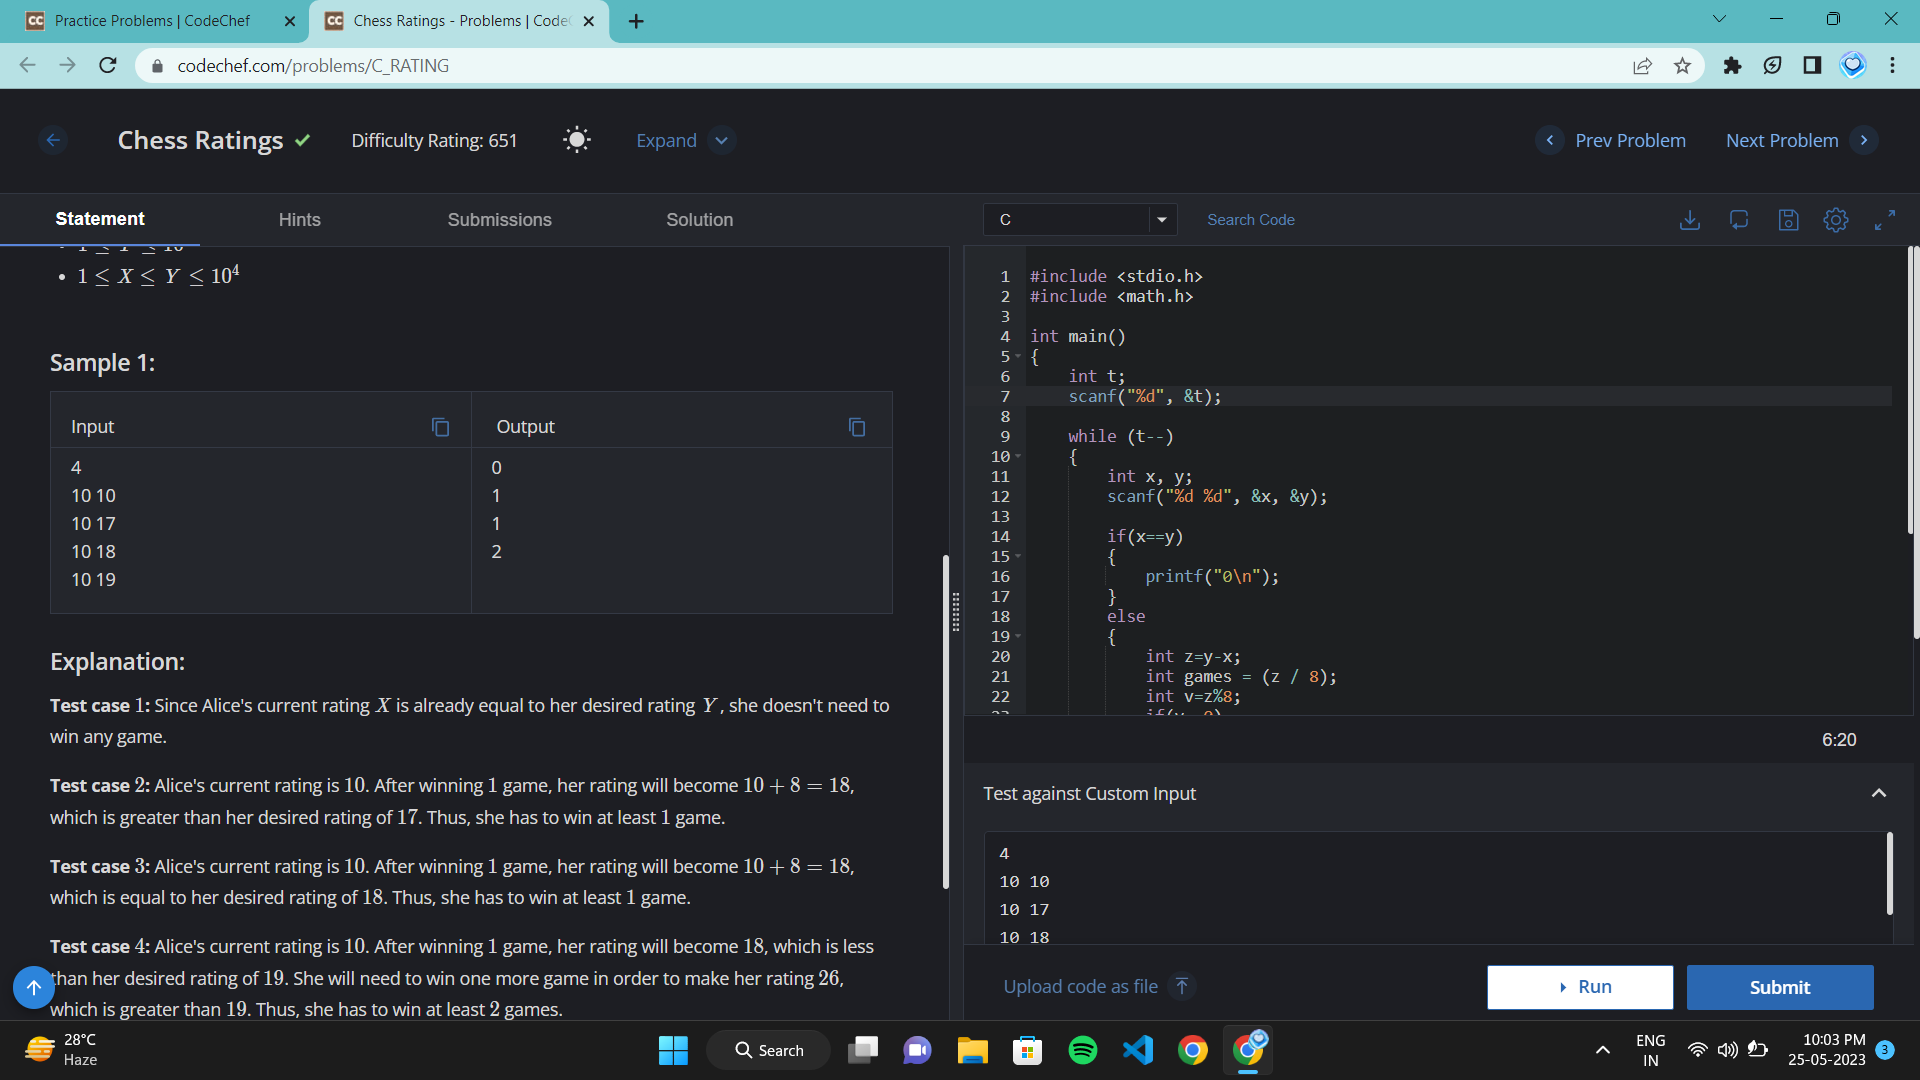 Practice Problems | CodeChef
Chess Ratings - Problems | Code
codechef.com/problems/C_RATING
Chess Ratings
Difficulty Rating: 651
Expand
Prev Problem
Next Problem
Statement
Hints
Submissions
Solution
C
Search Code
1 ≤ X ≤ Y ≤ 10^4
Sample 1:
Input
Output
4
10 10
10 17
10 18
10 19
0
1
1
2
Explanation:
Test case 1: Since Alice's current rating X is already equal to her desired rating Y, she doesn't need to
win any game.
Test case 2: Alice's current rating is 10. After winning 1 game, her rating will become 10 + 8 = 18,
which is greater than her desired rating of 17. Thus, she has to win at least 1 game.
Test case 3: Alice's current rating is 10. After winning 1 game, her rating will become 10 + 8 = 18,
which is equal to her desired rating of 18. Thus, she has to win at least 1 game.
Test case 4: Alice's current rating is 10. After winning 1 game, her rating will become 18, which is less
than her desired rating of 19. She will need to win one more game in order to make her rating 26,
which is greater than 19. Thus, she has to win at least 2 games.
1 #include <stdio.h>
2 #include <math.h>
3
4 int main()
5 {
6 int t;
7 scanf("%d", &t);
8
9 while (t--)
10 {
11 int x, y;
12 scanf("%d %d", &x, &y);
13
14 if(x==y)
15 {
16 printf("0\n");
17 }
18 else
19 {
20 int z=y-x;
21 int games = (z / 8);
22 int v=z%8;
6:20
Test against Custom Input
4
10 10
10 17
10 18
Upload code as file
Run
Submit
28°C
Haze
Search
ENG
IN
10:03 PM
25-05-2023
3